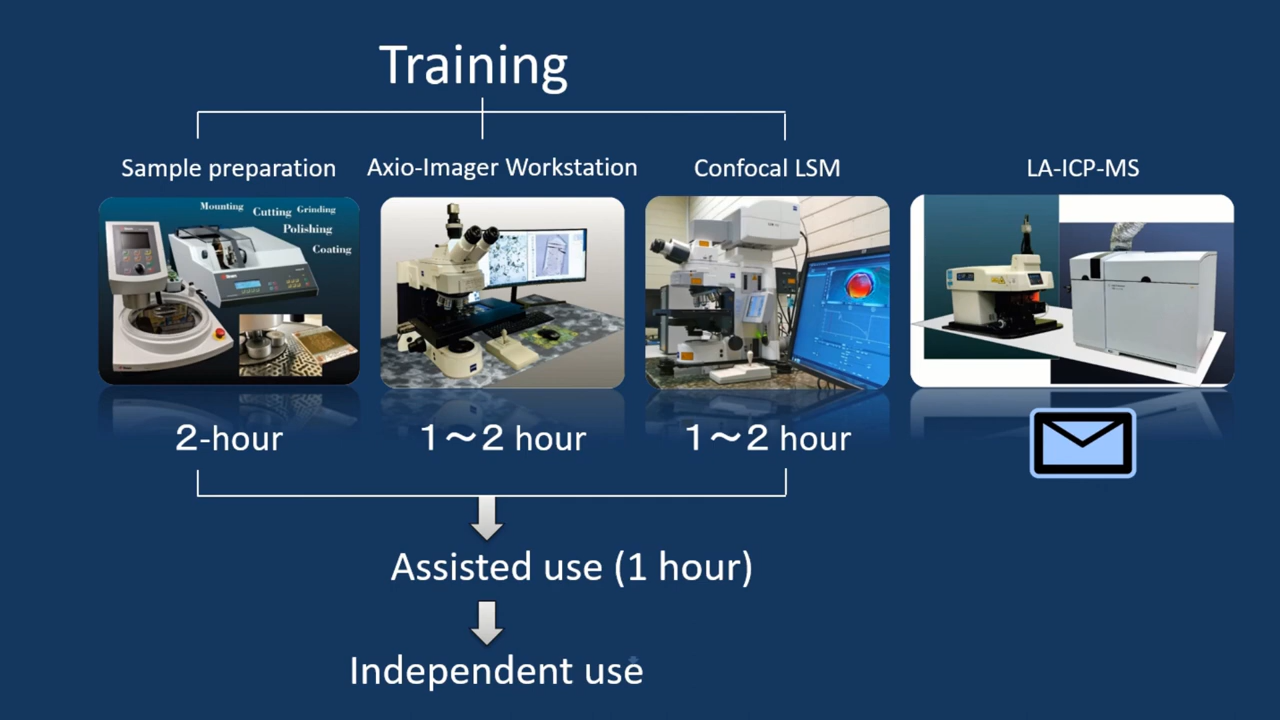 Training
Sample preparation
Axio-Imager Workstation
Confocal LSM
LA-ICP-MS
Mounting
Cutting
Grinding
Polishing
Coating
2-hour
1～2 hour
1～2 hour
Assisted use (1 hour)
Independent use